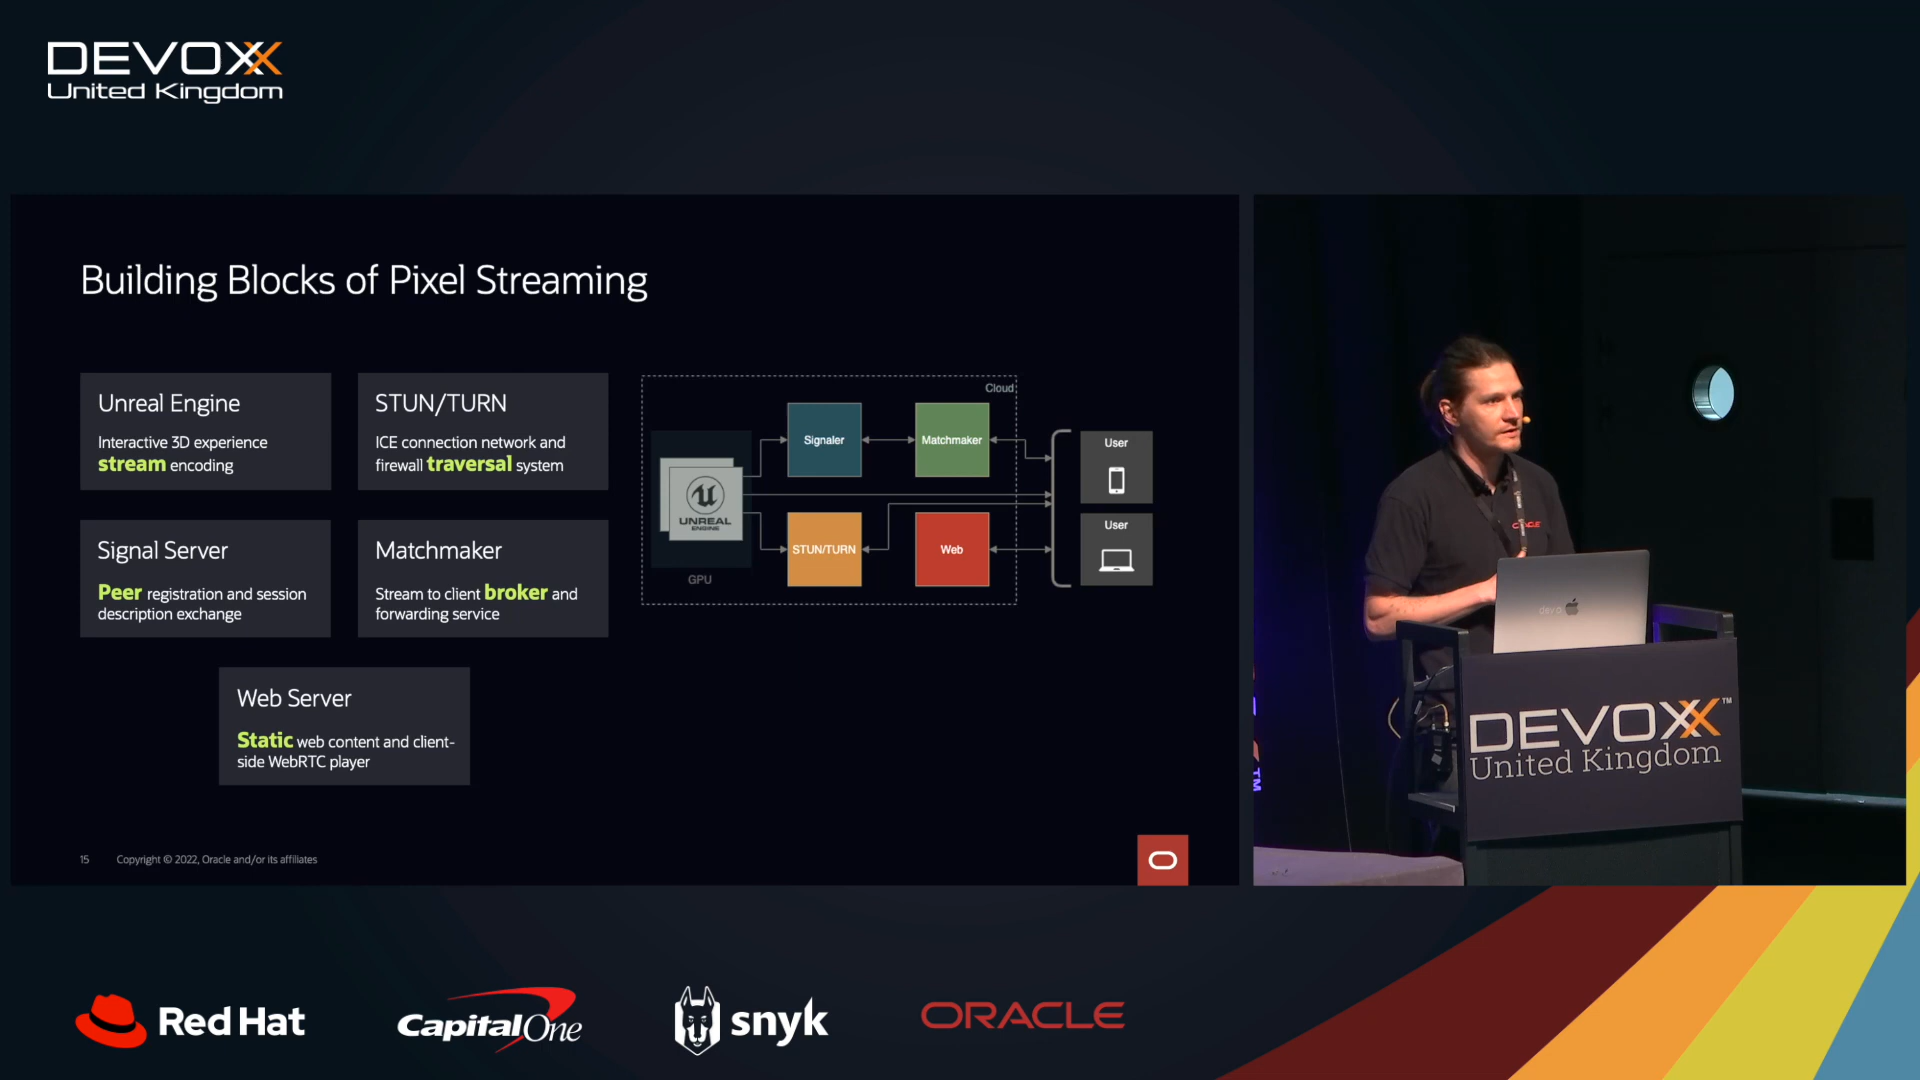 DEVOXX
United Kingdom
Building Blocks of Pixel Streaming
Unreal Engine
Interactive 3D experience
stream encoding
STUN/TURN
ICE connection network and
firewall traversal system
Signal Server
Peer registration and session
description exchange
Matchmaker
Stream to client broker and
forwarding service
Web Server
Static web content and client-
side WebRTC player
Cloud
Signaler
Matchmaker
UNREAL
ENGINE
GPU
STUN/TURN
Web
User
User
15 Copyright © 2022, Oracle and/or its affiliates
ORACLE
DEVOXX™
United Kingdom
TM
Red Hat
Capital One
snyk
ORACLE